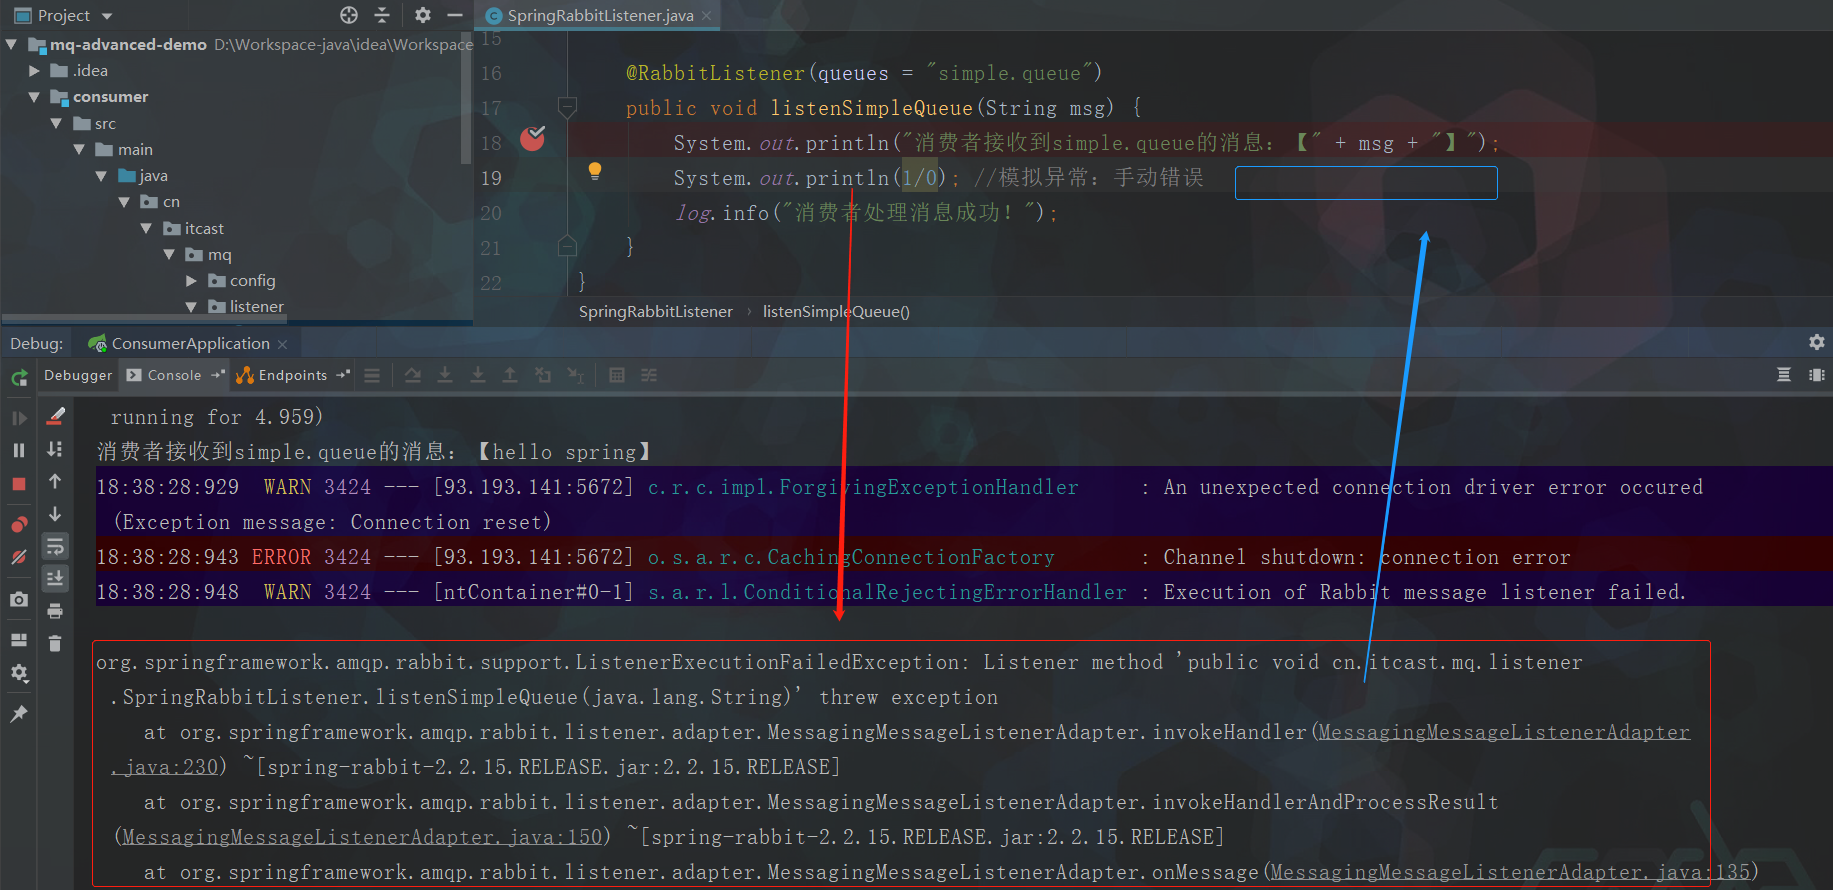 Project
SpringRabbitListener.java
mq-advanced-demo D:\Workspace-java\idea\Workspace
.idea
consumer
src
main
java
cn
itcast
mq
config
listener
15
16 @RabbitListener(queues = "simple.queue")
17 public void listenSimpleQueue(String msg) {
18 System.out.println("消费者接收到simple.queue的消息：【" + msg + "】");
19 System.out.println(1/0); //模拟异常：手动错误
20 log.info("消费者处理消息成功！");
21 }
22 }
SpringRabbitListener › listenSimpleQueue()
Debug: ConsumerApplication
Debugger Console Endpoints
running for 4.959)
消费者接收到simple.queue的消息：【hello spring】
18:38:28:929 WARN 3424 --- [93.193.141:5672] c.r.c.impl.ForgivingExceptionHandler : An unexpected connection driver error occured
(Exception message: Connection reset)
18:38:28:943 ERROR 3424 --- [93.193.141:5672] o.s.a.r.c.CachingConnectionFactory : Channel shutdown: connection error
18:38:28:948 WARN 3424 --- [ntContainer#0-1] s.a.r.l.ConditionalRejectingErrorHandler : Execution of Rabbit message listener failed.
org.springframework.amqp.rabbit.support.ListenerExecutionFailedException: Listener method 'public void cn.itcast.mq.listener
.SpringRabbitListener.listenSimpleQueue(java.lang.String)' threw exception
at org.springframework.amqp.rabbit.listener.adapter.MessagingMessageListenerAdapter.invokeHandler(MessagingMessageListenerAdapter
.java:230) ~[spring-rabbit-2.2.15.RELEASE.jar:2.2.15.RELEASE]
at org.springframework.amqp.rabbit.listener.adapter.MessagingMessageListenerAdapter.invokeHandlerAndProcessResult
(MessagingMessageListenerAdapter.java:150) ~[spring-rabbit-2.2.15.RELEASE.jar:2.2.15.RELEASE]
at org.springframework.amqp.rabbit.listener.adapter.MessagingMessageListenerAdapter.onMessage(MessagingMessageListenerAdapter.java:135)